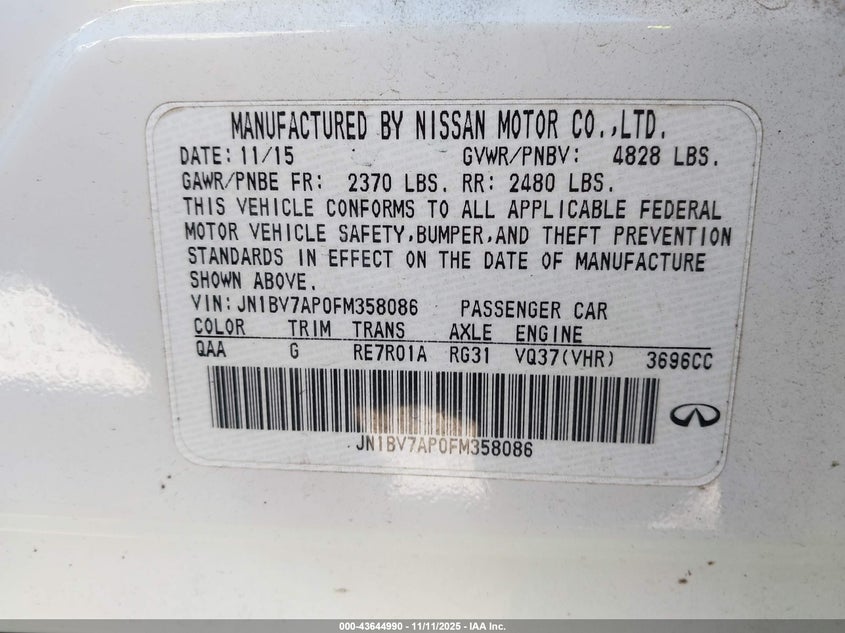 MANUFACTURED BY NISSAN MOTOR CO.,LTD.
DATE: 11/15 GVWR/PNBV: 4828 LBS.
GAWR/PNBE FR: 2370 LBS. RR: 2480 LBS.
THIS VEHICLE CONFORMS TO ALL APPLICABLE FEDERAL
MOTOR VEHICLE SAFETY,BUMPER,AND THEFT PREVENTION
STANDARDS IN EFFECT ON THE DATE OF MANUFACTURE
SHOWN ABOVE.
VIN:JN1BV7AP0FM358086 PASSENGER CAR
COLOR TRIM TRANS AXLE ENGINE
QAA G RE7R01A RG31 VQ37(VHR) 3696CC
JN1BV7AP0FM358086
000-43644990 - 11/11/2025 - IAA Inc.